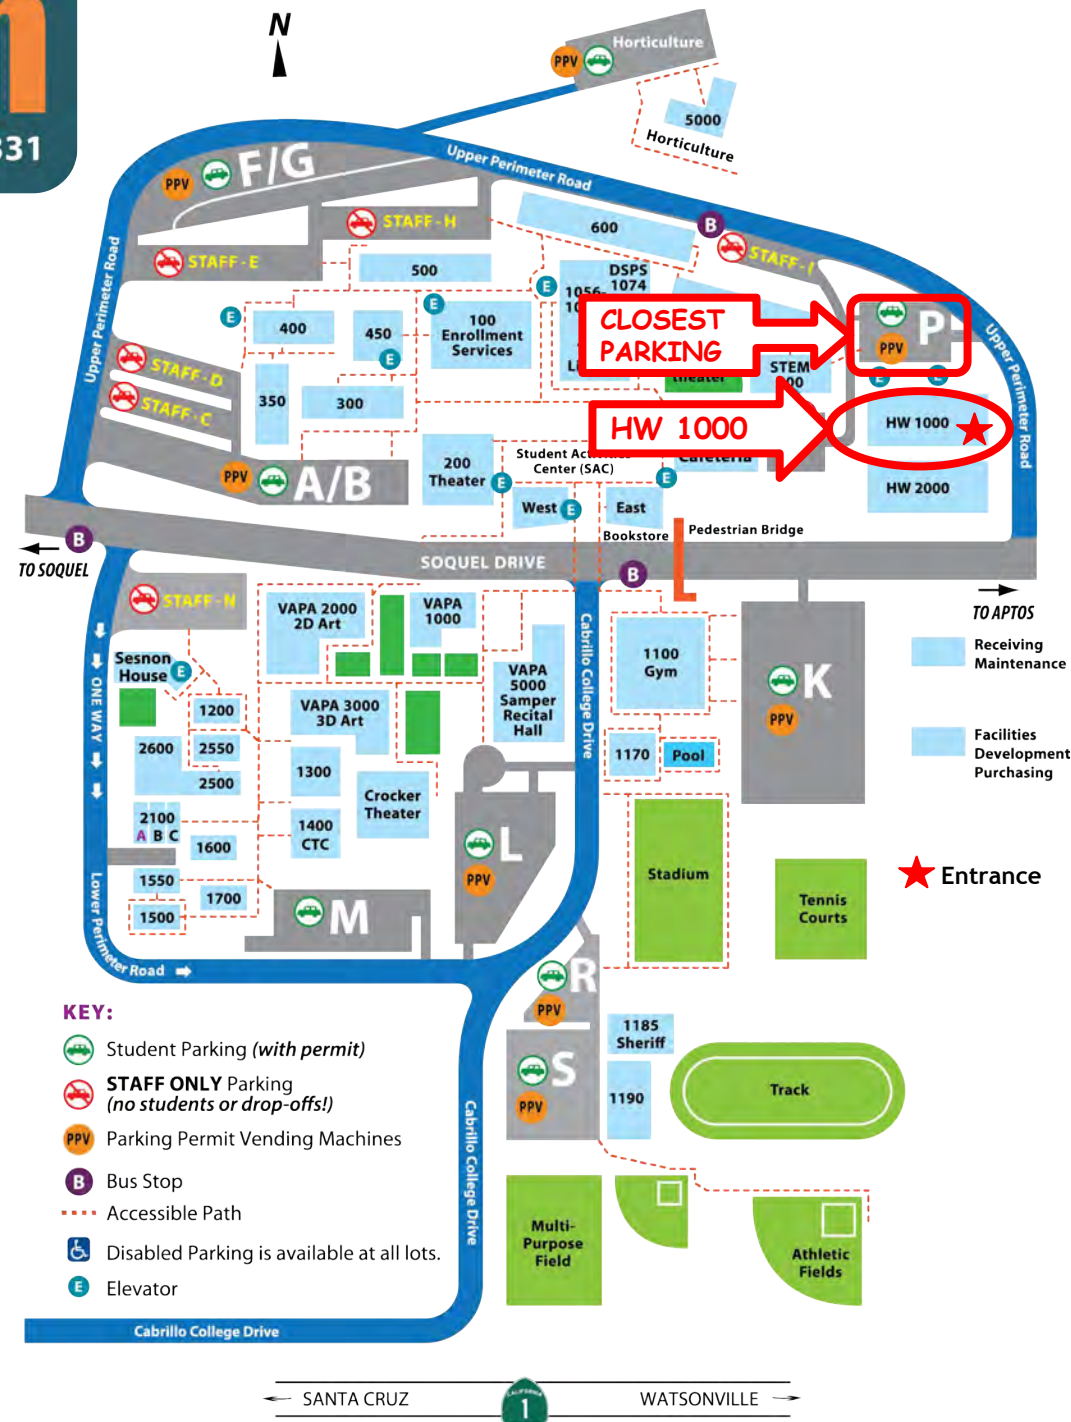 331
N
Horticulture
PPV
5000
Horticulture
Upper Perimeter Road
F/G
PPV
STAFF - H
STAFF - E
600
B
STAFF - I
500
DSPS
1074
1056-
E
E
E
400
450
100
Enrollment
Services
E
CLOSEST
PARKING
P
PPV
Upper Perimeter Road
Upper Perimeter Road
STAFF - D
STAFF - C
350
300
theater
STEM
E
E
HW 1000
HW 1000
HW 2000
PPV
A/B
200
Theater
Student Activities
Center (SAC)
Cafeteria
E
E
West
E
East
Bookstore
Pedestrian Bridge
B
TO SOQUEL
SOQUEL DRIVE
B
TO APTOS
STAFF - N
VAPA 2000
2D Art
VAPA
1000
Cabrillo College Drive
1100
Gym
K
PPV
Receiving
Maintenance
Sesnon
House
E
ONE WAY
1200
VAPA 3000
3D Art
VAPA
5000
Samper
Recital
Hall
2600
2550
2500
1170
Pool
Facilities
Development
Purchasing
1300
Crocker
Theater
2100
A B C
1400
CTC
1600
L
PPV
Stadium
Entrance
Tennis
Courts
1550
1700
1500
M
Lower Perimeter Road
R
PPV
KEY:
Student Parking (with permit)
STAFF ONLY Parking
(no students or drop-offs!)
PPV Parking Permit Vending Machines
B Bus Stop
Accessible Path
Disabled Parking is available at all lots.
E Elevator
1185
Sheriff
S
PPV
1190
Track
Cabrillo College Drive
Multi-
Purpose
Field
Athletic
Fields
Cabrillo College Drive
SANTA CRUZ
CALIFORNIA
1
WATSONVILLE